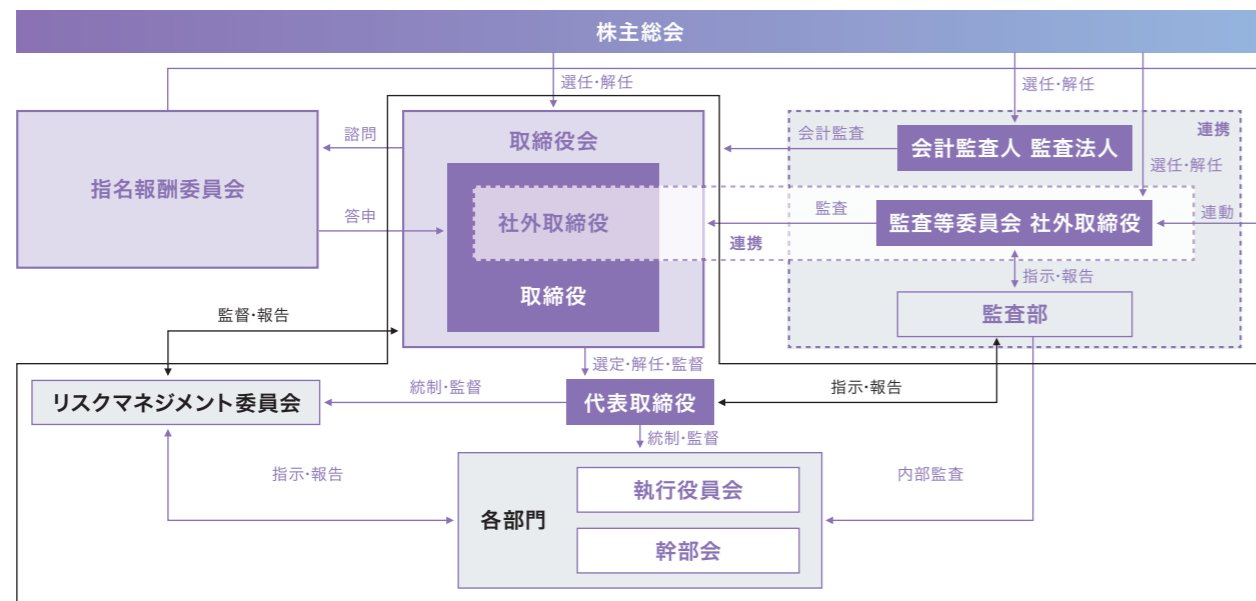 株主総会
選任・解任
選任・解任
諮問
取締役会
会計監査
会計監査人 監査法人
連携
指名報酬委員会
選任・解任
答申
社外取締役
監査
監査等委員会 社外取締役
連動
連携
指示・報告
取締役
監査部
監督・報告
選定・解任・監督
統制・監督
指示・報告
リスクマネジメント委員会
代表取締役
統制・監督
指示・報告
内部監査
執行役員会
各部門
幹部会